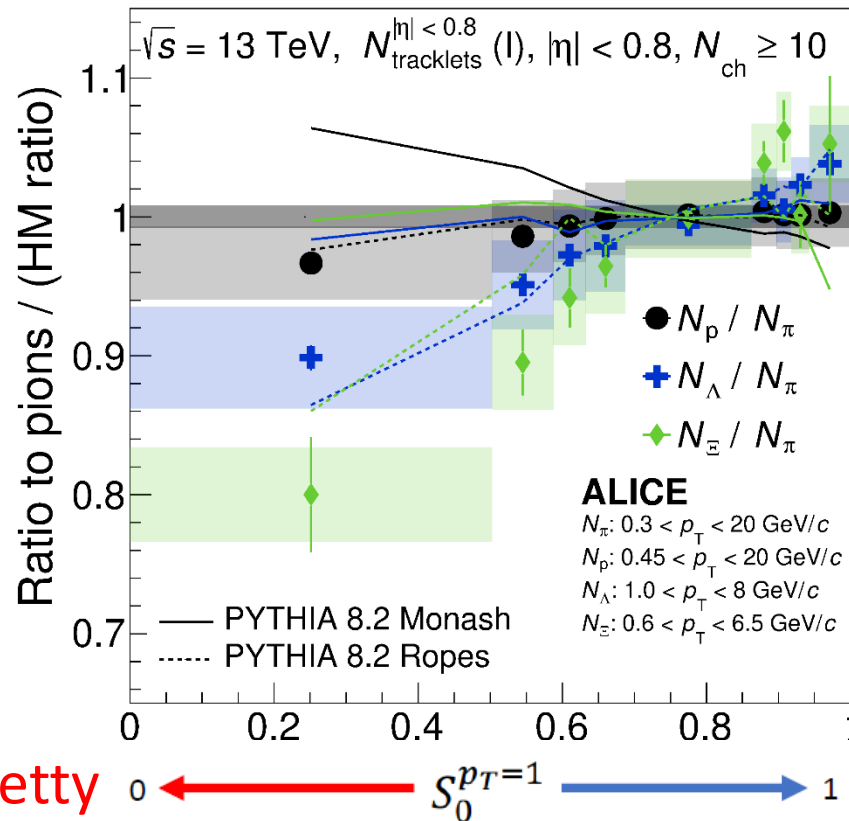 √s = 13 TeV, N_tracklets^|η| < 0.8 (I), |η| < 0.8, N_ch ≥ 10
Ratio to pions / (HM ratio)
1.1
1
0.9
0.8
0.7
N_p / N_π
N_Λ / N_π
N_Ξ / N_π
ALICE
N_π: 0.3 < p_T < 20 GeV/c
N_p: 0.45 < p_T < 20 GeV/c
N_Λ: 1.0 < p_T < 8 GeV/c
N_Ξ: 0.6 < p_T < 6.5 GeV/c
PYTHIA 8.2 Monash
PYTHIA 8.2 Ropes
0 0.2 0.4 0.6 0.8 1
etty 0 S_0^{p_T=1} 1